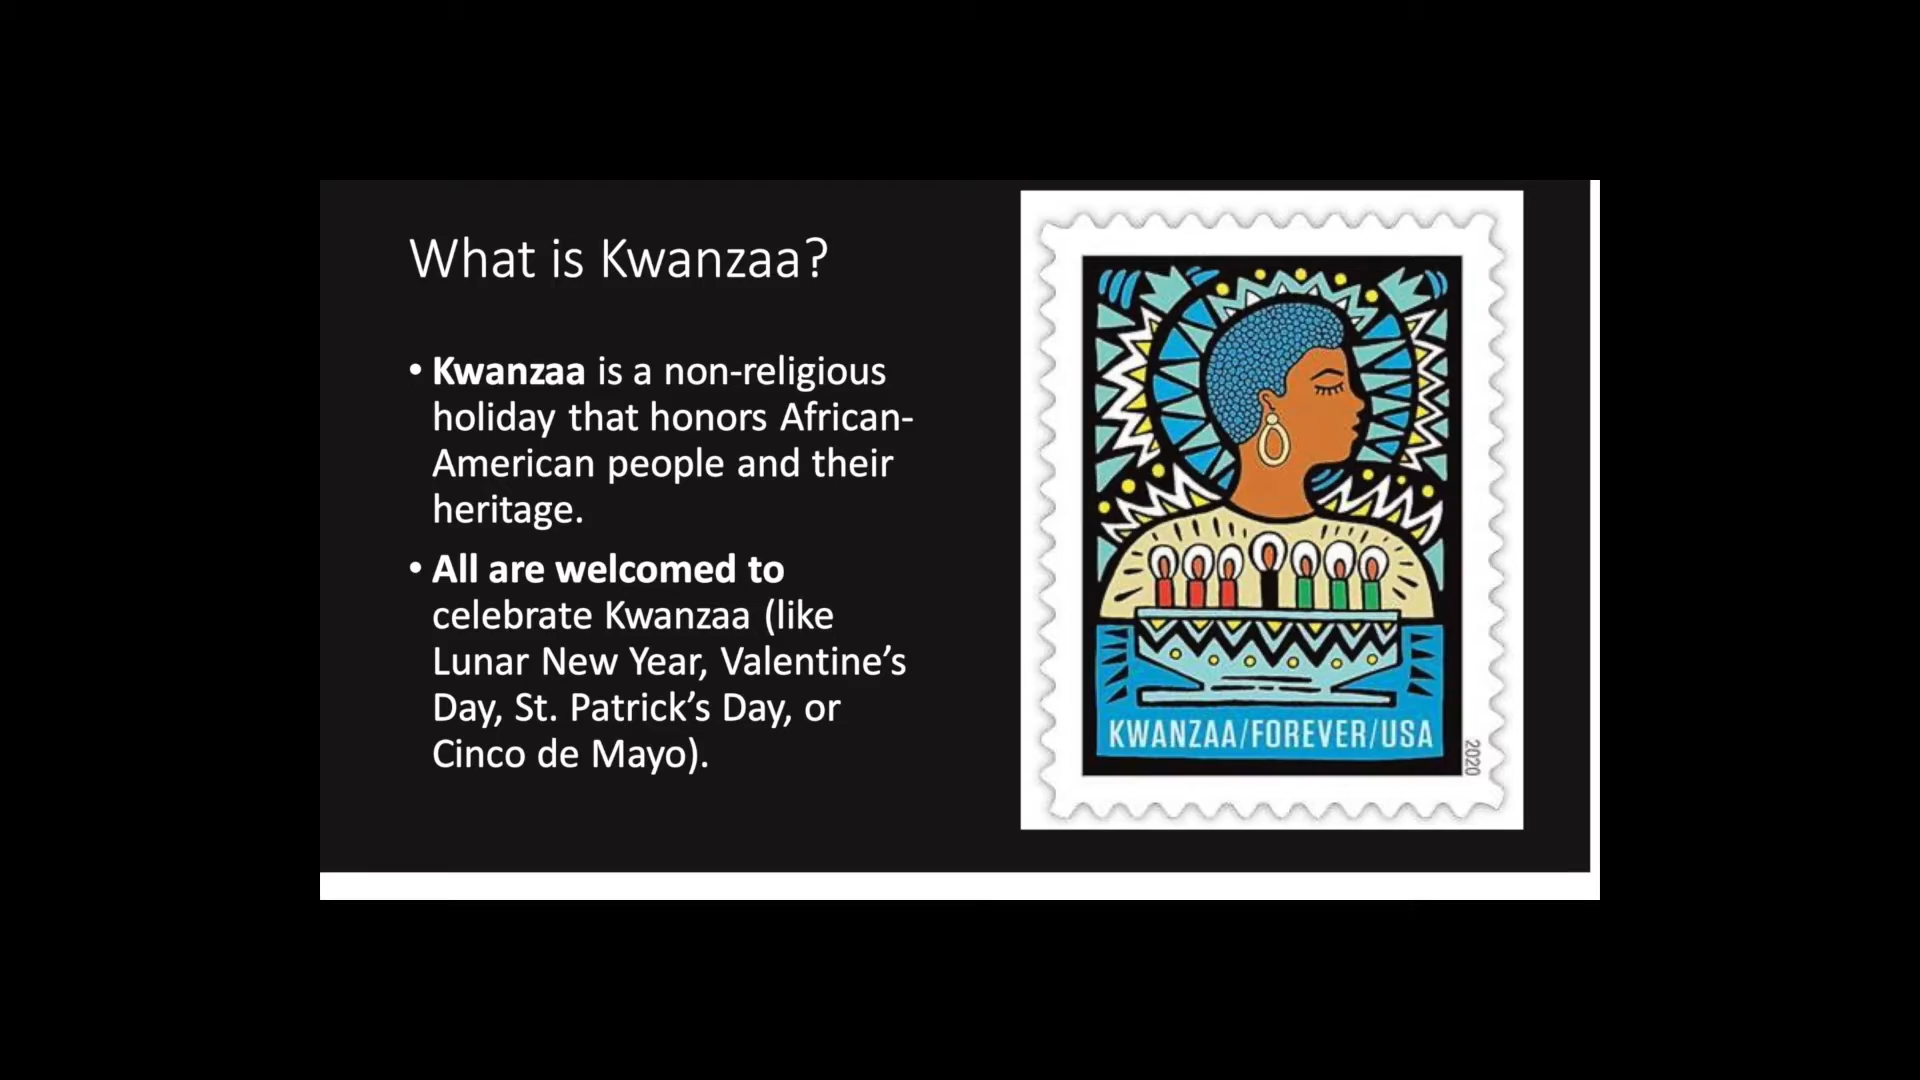 What is Kwanzaa?
• Kwanzaa is a non-religious
holiday that honors African-
American people and their
heritage.
• All are welcomed to
celebrate Kwanzaa (like
Lunar New Year, Valentine’s
Day, St. Patrick’s Day, or
Cinco de Mayo).
KWANZAA/FOREVER/USA
2020